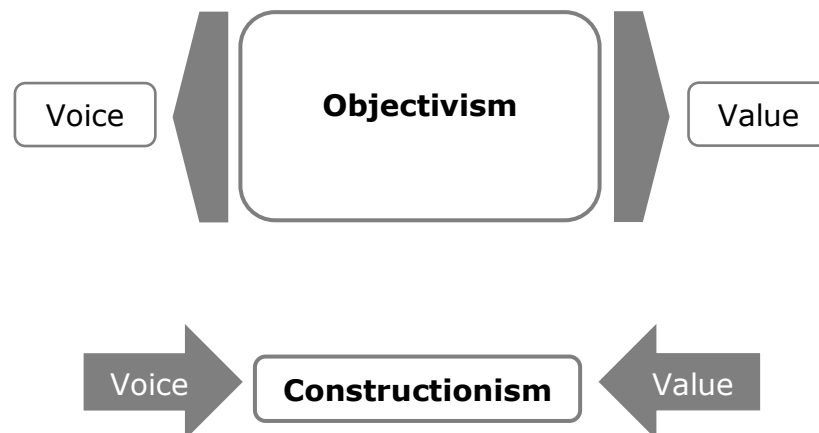 Objectivism
Voice
Value
Voice
Constructionism
Value